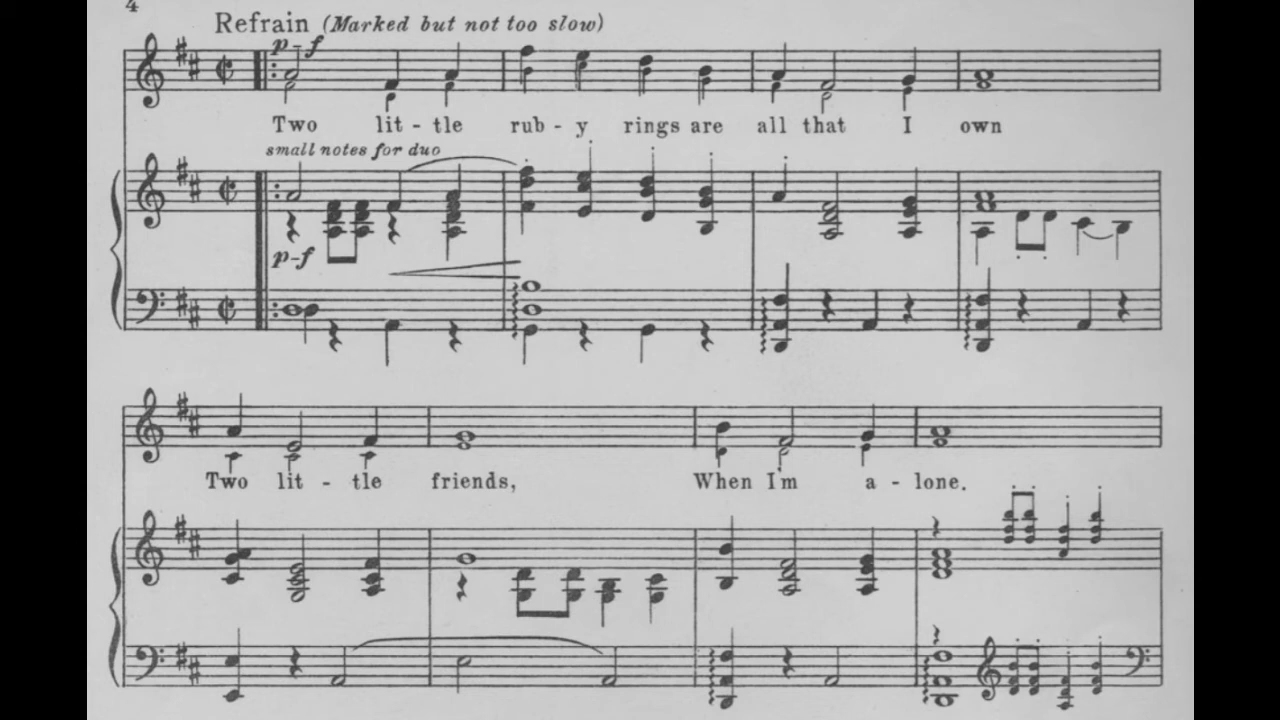 4
Refrain (Marked but not too slow)
p-f
Two lit - tle rub - y rings are all that I own
small notes for duo
p-f
Two lit - tle friends, When I'm a - lone.